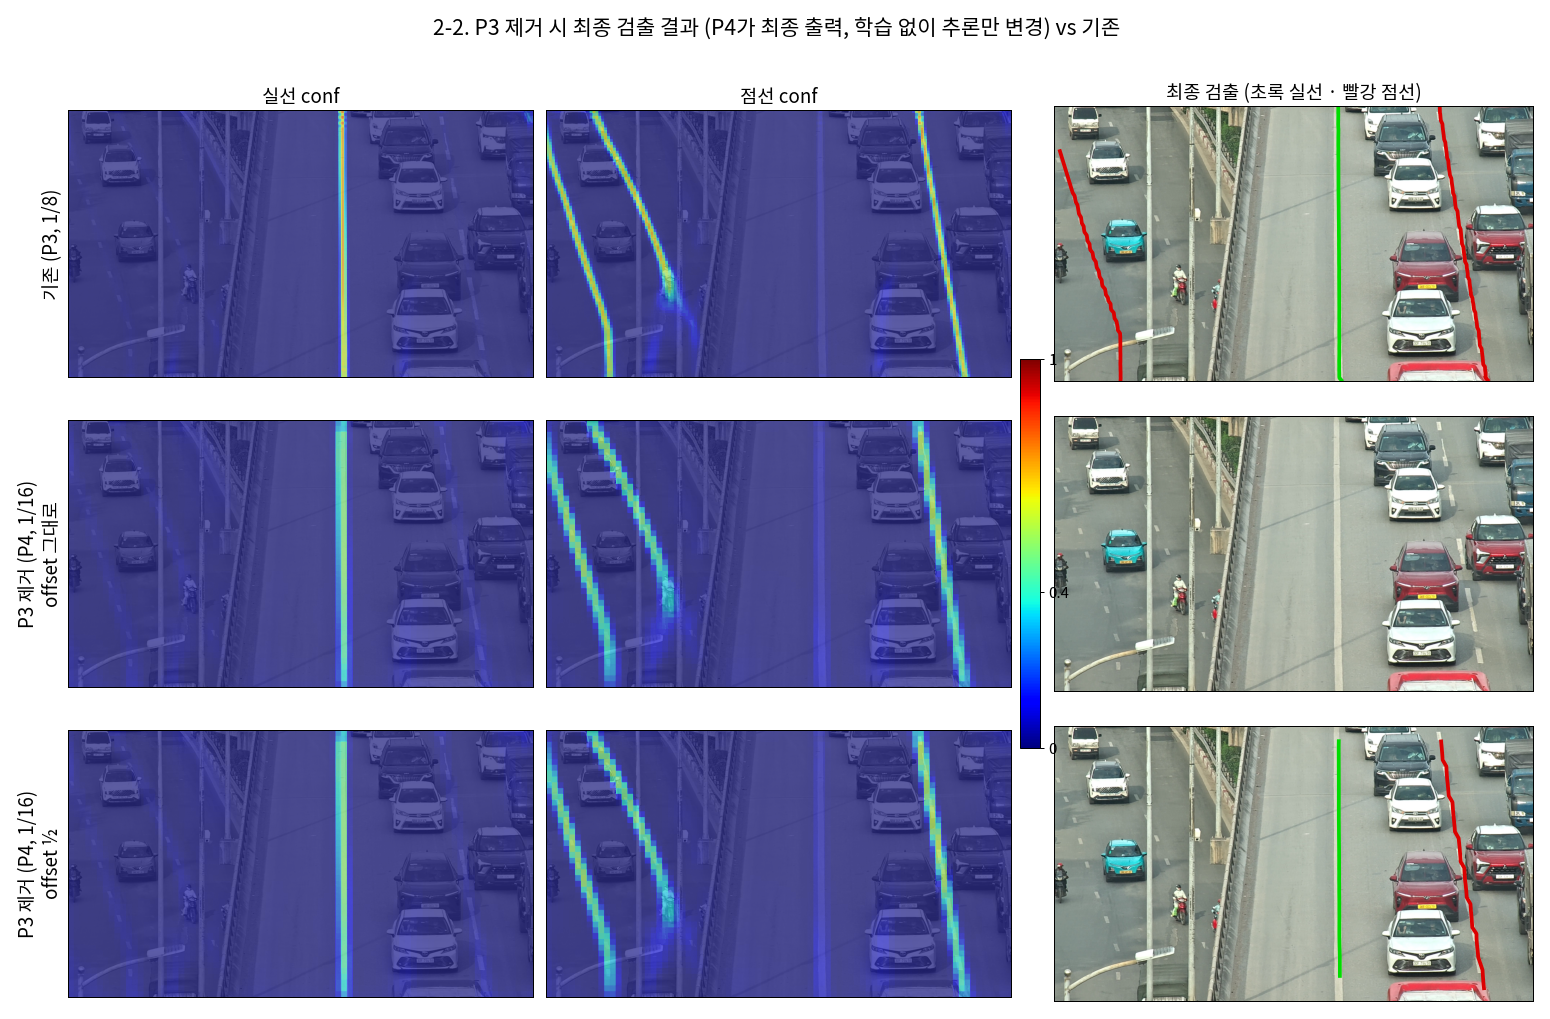 2-2. P3 제거 시 최종 검출 결과 (P4가 최종 출력, 학습 없이 추론만 변경) vs 기존
실선 conf
점선 conf
최종 검출 (초록 실선 · 빨강 점선)
기존 (P3, 1/8)
P3 제거 (P4, 1/16)
offset 그대로
P3 제거 (P4, 1/16)
offset ½
1
0.4
0